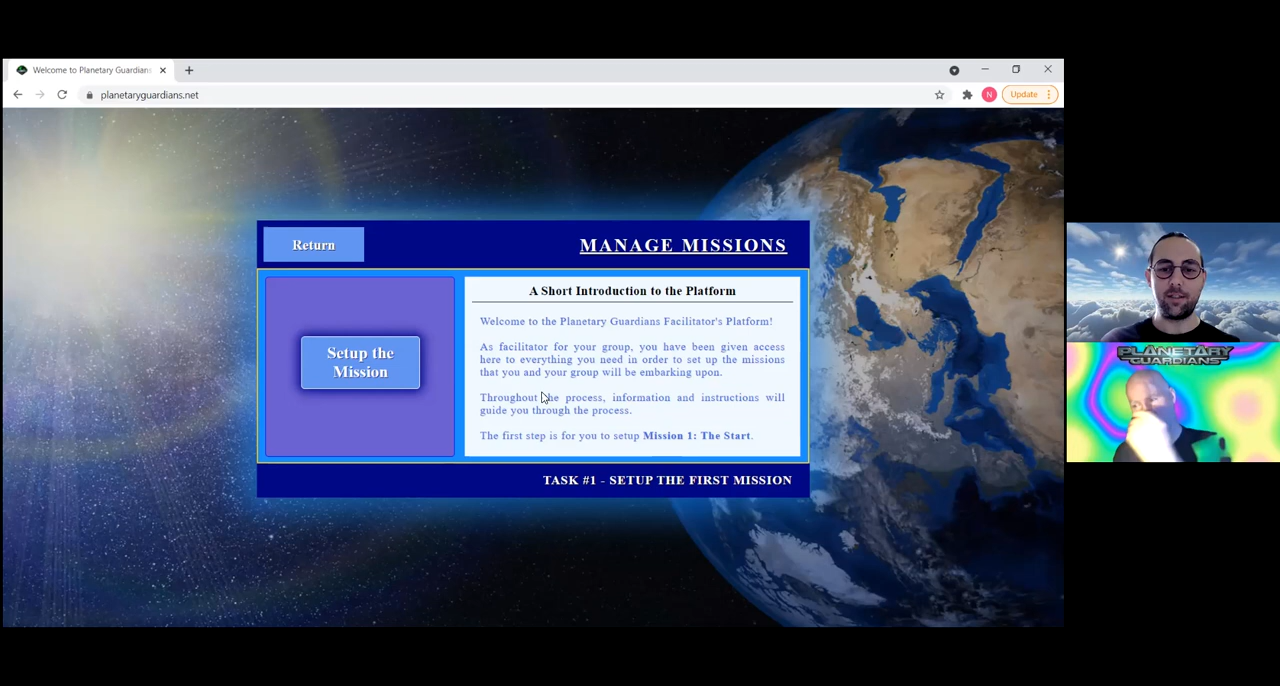 Welcome to Planetary Guardians
planetaryguardians.net
N
Update
Return
MANAGE MISSIONS
Setup the
Mission
A Short Introduction to the Platform
Welcome to the Planetary Guardians Facilitator's Platform!
As facilitator for your group, you have been given access
here to everything you need in order to set up the missions
that you and your group will be embarking upon.
Throughout the process, information and instructions will
guide you through the process.
The first step is for you to setup Mission 1: The Start.
TASK #1 - SETUP THE FIRST MISSION
PLANETARY
GUARDIANS